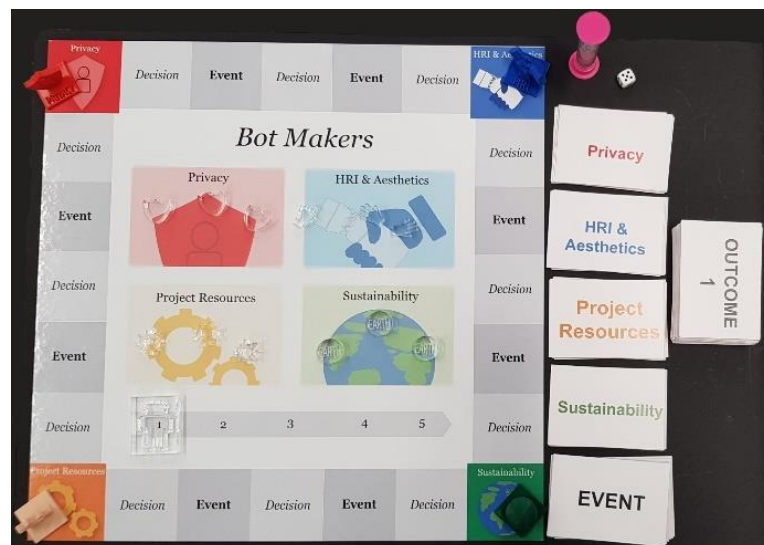 Privacy
Decision
Event
Decision
Event
Decision
HRI & Ae
Decision
Event
Decision
Event
Decision
Decision
Event
Decision
Event
Decision
Bot Makers
Privacy
HRI & Aesthetics
Project Resources
Sustainability
EARTH
EARTH
EARTH
1 2 3 4 5
Project Resources
Decision
Event
Decision
Event
Decision
Sustainability
Privacy
HRI &
Aesthetics
Project
Resources
Sustainability
EVENT
OUTCOME
1